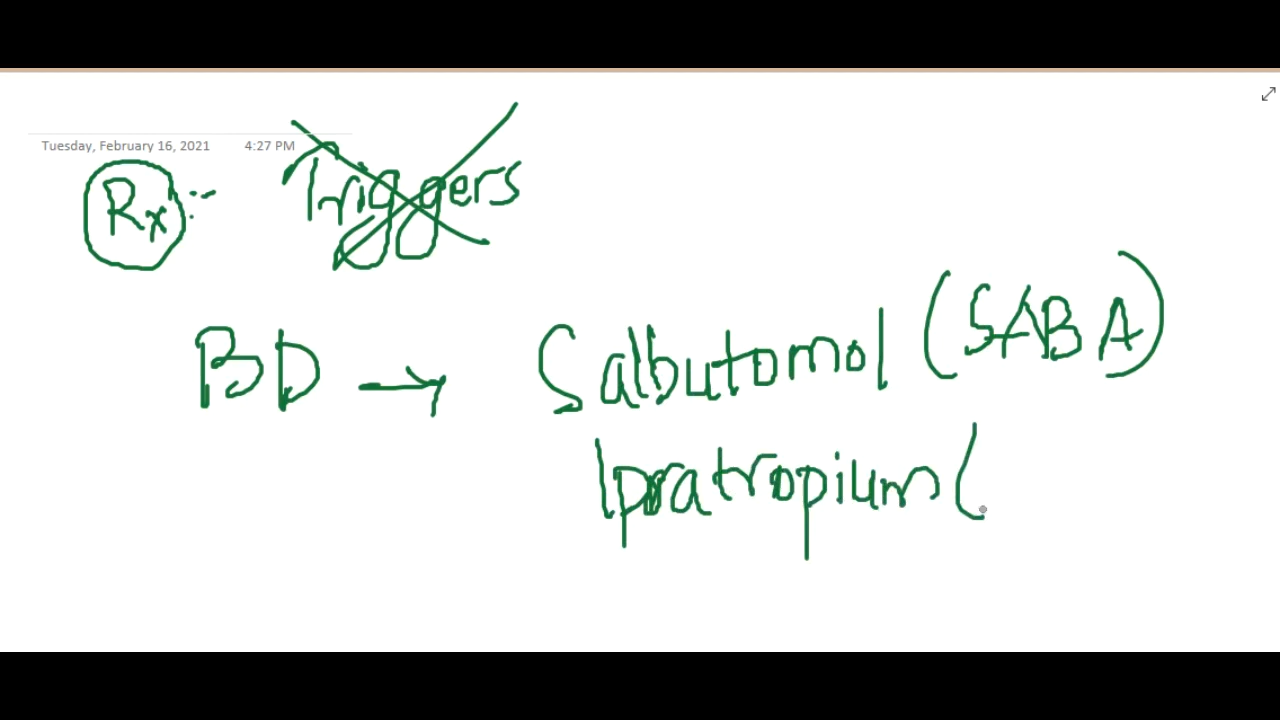 Tuesday, February 16, 2021 4:27 PM
Rx :- Triggers
BD → Salbutomol (SABA)
Ipratropium (